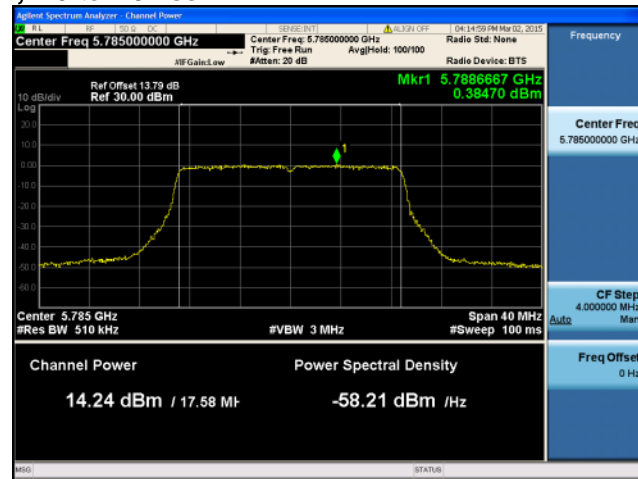 Agilent Spectrum Analyzer - Channel Power
RL RF 50 Ω DC SENSE:INT ALIGN OFF 04:14:59 PM Mar 02, 2015
Center Freq 5.785000000 GHz Center Freq: 5.785000000 GHz Radio Std: None Frequency
Trig: Free Run Avg|Hold: 100/100
#IFGain:Low #Atten: 20 dB Radio Device: BTS
Ref Offset 13.79 dB Mkr1 5.7886667 GHz
10 dB/div Ref 30.00 dBm 0.38470 dBm
Log
20.0
10.0
0.00
-10.0
-20.0
-30.0
-40.0
-50.0
-60.0
1
Center Freq
5.785000000 GHz
Center 5.785 GHz Span 40 MHz
#Res BW 510 kHz #VBW 3 MHz #Sweep 100 ms
CF Step
4.000000 MHz
Auto Man
Channel Power Power Spectral Density
14.24 dBm / 17.58 MH -58.21 dBm /Hz
Freq Offset
0 Hz
MSG STATUS